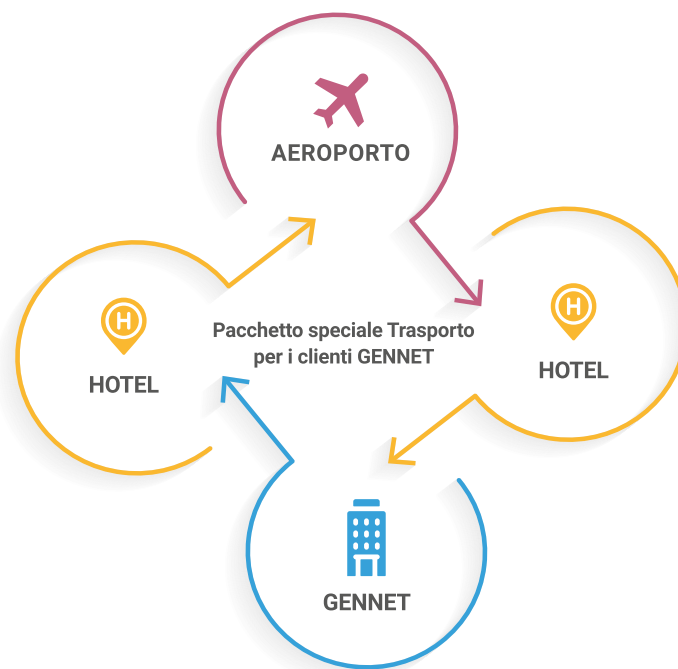 AEROPORTO
H
HOTEL
Pacchetto speciale Trasporto
per i clienti GENNET
H
HOTEL
GENNET